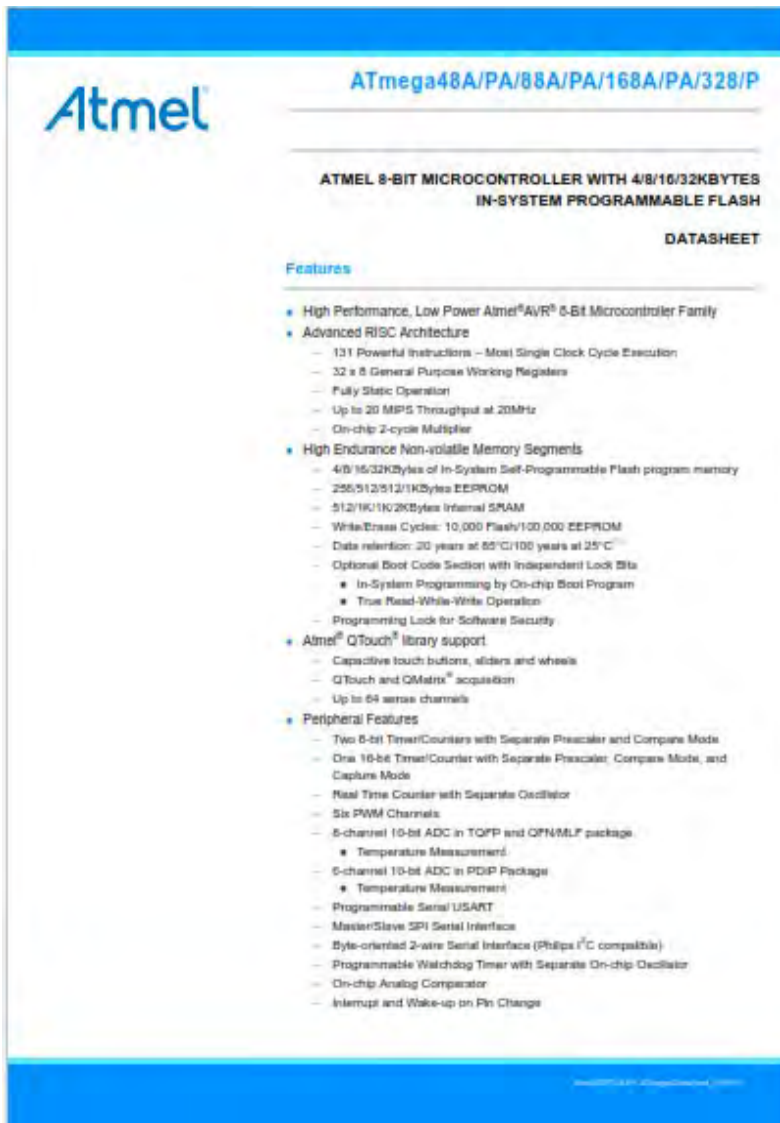 Atmel
ATmega48A/PA/88A/PA/168A/PA/328/P
ATMEL 8-BIT MICROCONTROLLER WITH 4/8/16/32KBYTES
IN-SYSTEM PROGRAMMABLE FLASH
DATASHEET
Features
• High Performance, Low Power Atmel®AVR® 8-Bit Microcontroller Family
• Advanced RISC Architecture
– 131 Powerful Instructions – Most Single Clock Cycle Execution
– 32 x 8 General Purpose Working Registers
– Fully Static Operation
– Up to 20 MIPS Throughput at 20MHz
– On-chip 2-cycle Multiplier
• High Endurance Non-volatile Memory Segments
– 4/8/16/32KBytes of In-System Self-Programmable Flash program memory
– 256/512/512/1KBytes EEPROM
– 512/1K/1K/2KBytes Internal SRAM
– Write/Erase Cycles: 10,000 Flash/100,000 EEPROM
– Data retention: 20 years at 85°C/100 years at 25°C
– Optional Boot Code Section with Independent Lock Bits
• In-System Programming by On-chip Boot Program
• True Read-While-Write Operation
– Programming Lock for Software Security
• Atmel® QTouch® library support
– Capacitive touch buttons, sliders and wheels
– QTouch and QMatrix® acquisition
– Up to 64 sense channels
• Peripheral Features
– Two 8-bit Timer/Counters with Separate Prescaler and Compare Mode
– One 16-bit Timer/Counter with Separate Prescaler, Compare Mode, and
Capture Mode
– Real Time Counter with Separate Oscillator
– Six PWM Channels
– 8-channel 10-bit ADC in TQFP and QFN/MLF package
• Temperature Measurement
– 6-channel 10-bit ADC in PDIP Package
• Temperature Measurement
– Programmable Serial USART
– Master/Slave SPI Serial Interface
– Byte-oriented 2-wire Serial Interface (Philips I²C compatible)
– Programmable Watchdog Timer with Separate On-chip Oscillator
– On-chip Analog Comparator
– Interrupt and Wake-up on Pin Change